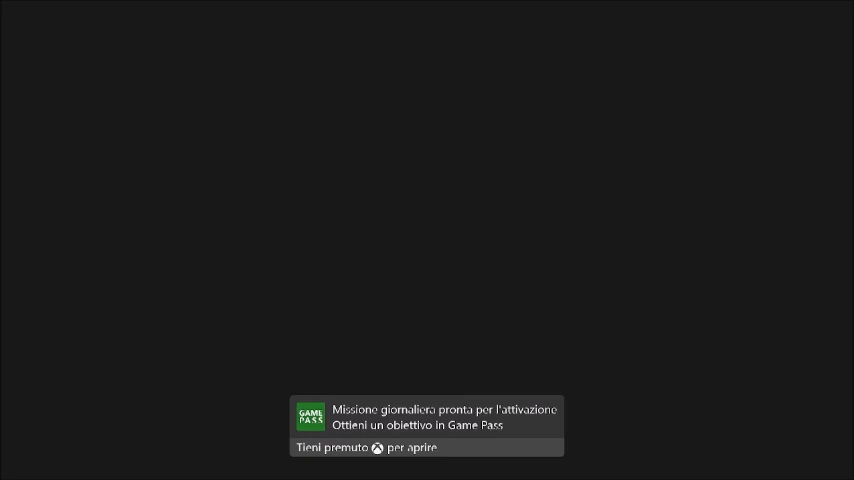 GAME
PASS
Missione giornaliera pronta per l'attivazione
Ottieni un obiettivo in Game Pass
Tieni premuto per aprire